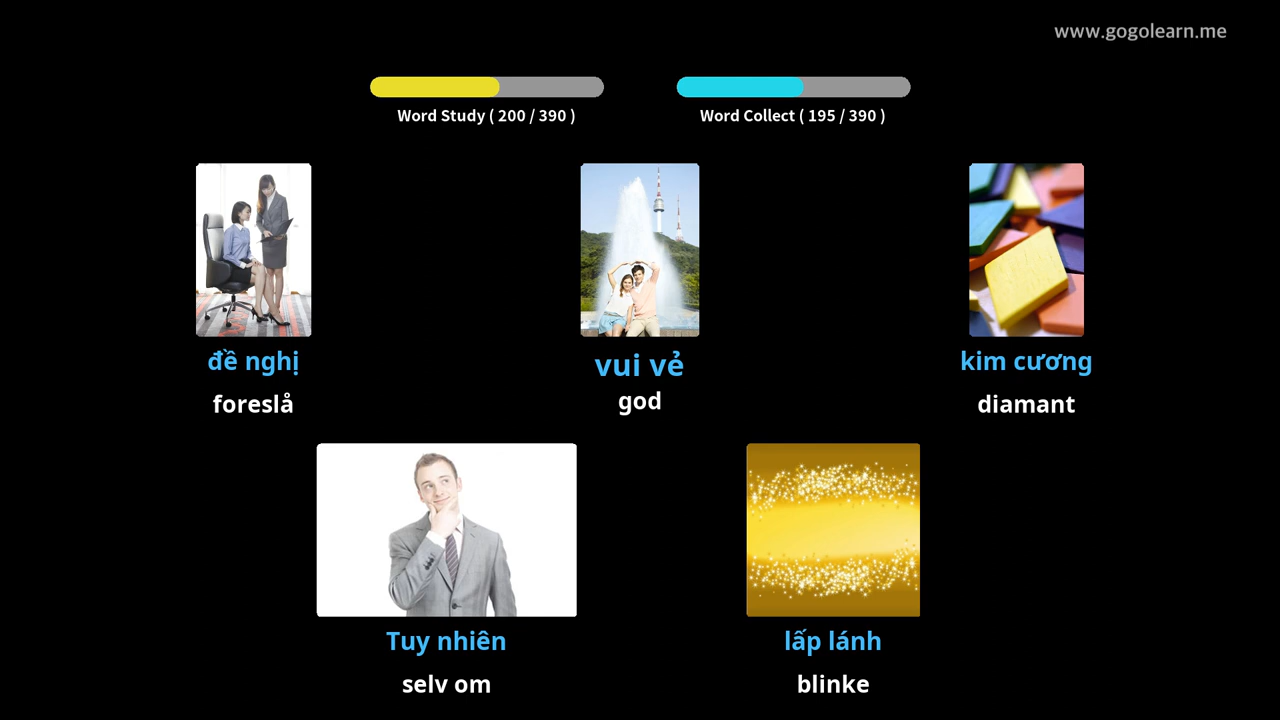 www.gogolearn.me
Word Study ( 200 / 390 )
Word Collect ( 195 / 390 )
đề nghị
foreslå
vui vẻ
god
kim cương
diamant
Tuy nhiên
selv om
lấp lánh
blinke